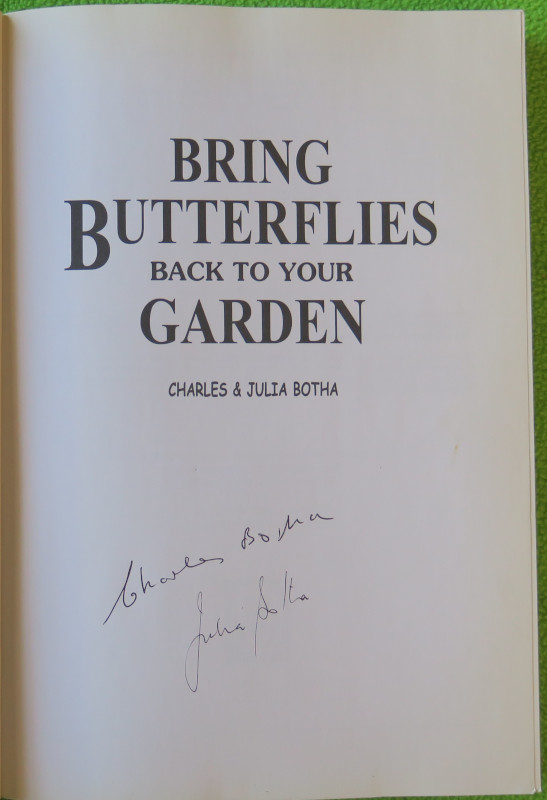 BRING
BUTTERFLIES
BACK TO YOUR
GARDEN
CHARLES & JULIA BOTHA
Charles Botha
Julia Botha